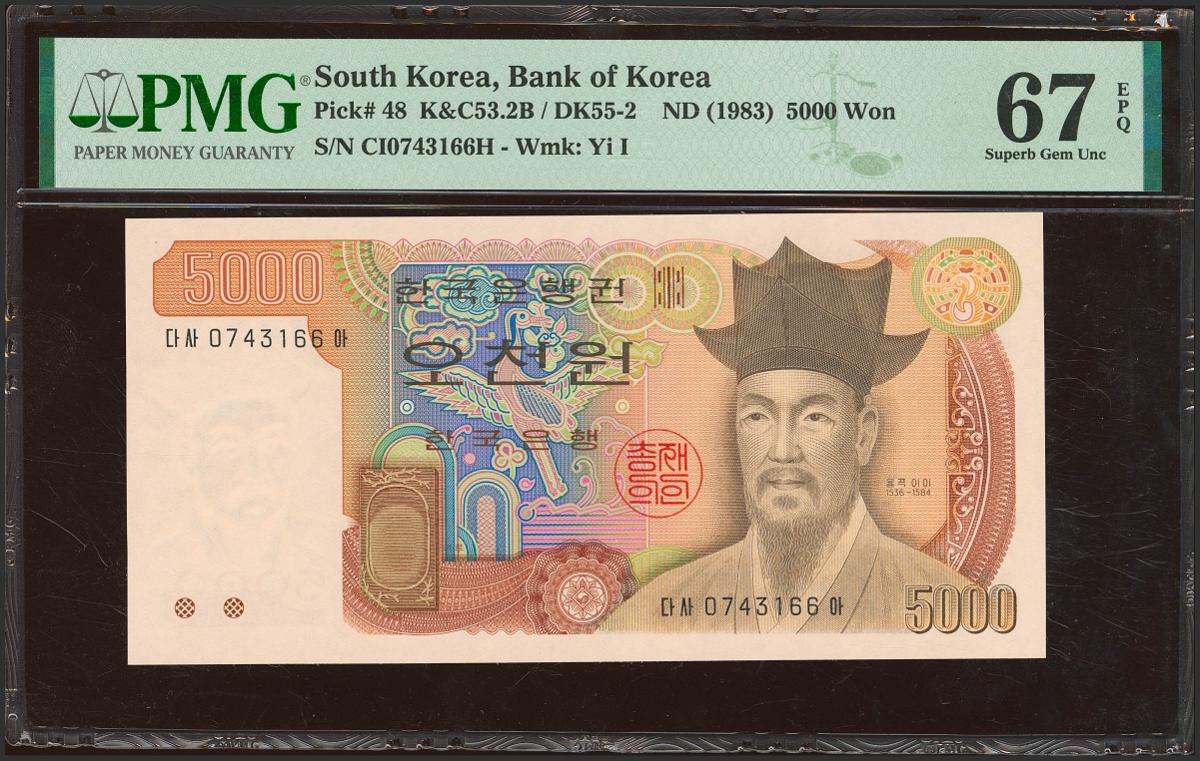 PMG®
PAPER MONEY GUARANTY
South Korea, Bank of Korea
Pick# 48 K&C53.2B / DK55-2 ND (1983) 5000 Won
S/N CI0743166H - Wmk: Yi I
67
EPQ
Superb Gem Unc
5000
한국은행권
다사 0743166 아
오천원
한국은행
총재의인
율곡 이이
1536-1584
다사 0743166 아
5000